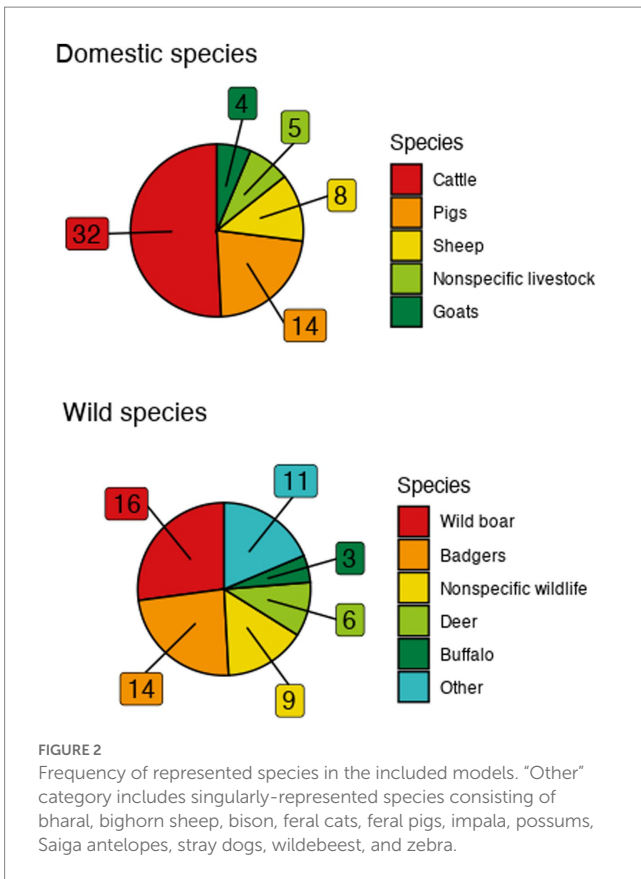 Domestic species
4
5
8
32
14
Species
Cattle
Pigs
Sheep
Nonspecific livestock
Goats
Wild species
11
16
3
6
14
9
Species
Wild boar
Badgers
Nonspecific wildlife
Deer
Buffalo
Other
FIGURE 2
Frequency of represented species in the included models. “Other”
category includes singularly-represented species consisting of
bharal, bighorn sheep, bison, feral cats, feral pigs, impala, possums,
Saiga antelopes, stray dogs, wildebeest, and zebra.